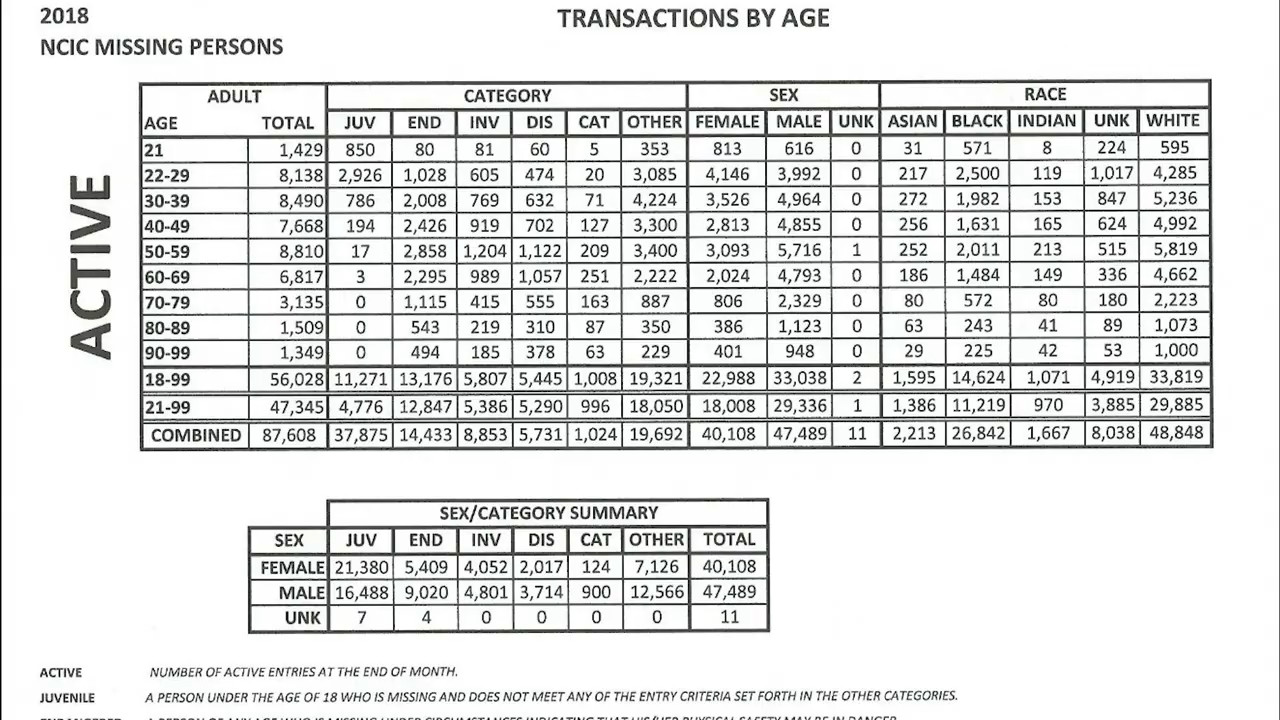 2018
TRANSACTIONS BY AGE
NCIC MISSING PERSONS
ACTIVE
ADULT CATEGORY SEX RACE
AGE TOTAL JUV END INV DIS CAT OTHER FEMALE MALE UNK ASIAN BLACK INDIAN UNK WHITE
21 1,429 850 80 81 60 5 353 813 616 0 31 571 8 224 595
22-29 8,138 2,926 1,028 605 474 20 3,085 4,146 3,992 0 217 2,500 119 1,017 4,285
30-39 8,490 786 2,008 769 632 71 4,224 3,526 4,964 0 272 1,982 153 847 5,236
40-49 7,668 194 2,426 919 702 127 3,300 2,813 4,855 0 256 1,631 165 624 4,992
50-59 8,810 17 2,858 1,204 1,122 209 3,400 3,093 5,716 1 252 2,011 213 515 5,819
60-69 6,817 3 2,295 989 1,057 251 2,222 2,024 4,793 0 186 1,484 149 336 4,662
70-79 3,135 0 1,115 415 555 163 887 806 2,329 0 80 572 80 180 2,223
80-89 1,509 0 543 219 310 87 350 386 1,123 0 63 243 41 89 1,073
90-99 1,349 0 494 185 378 63 229 401 948 0 29 225 42 53 1,000
18-99 56,028 11,271 13,176 5,807 5,445 1,008 19,321 22,988 33,038 2 1,595 14,624 1,071 4,919 33,819
21-99 47,345 4,776 12,847 5,386 5,290 996 18,050 18,008 29,336 1 1,386 11,219 970 3,885 29,885
COMBINED 87,608 37,875 14,433 8,853 5,731 1,024 19,692 40,108 47,489 11 2,213 26,842 1,667 8,038 48,848
SEX/CATEGORY SUMMARY
SEX JUV END INV DIS CAT OTHER TOTAL
FEMALE 21,380 5,409 4,052 2,017 124 7,126 40,108
MALE 16,488 9,020 4,801 3,714 900 12,566 47,489
UNK 7 4 0 0 0 0 11
ACTIVE NUMBER OF ACTIVE ENTRIES AT THE END OF MONTH.
JUVENILE A PERSON UNDER THE AGE OF 18 WHO IS MISSING AND DOES NOT MEET ANY OF THE ENTRY CRITERIA SET FORTH IN THE OTHER CATEGORIES.
ENDANGERED A PERSON OF ANY AGE WHO IS MISSING UNDER CIRCUMSTANCES INDICATING THAT HIS/HER PHYSICAL SAFETY MAY BE IN DANGER.